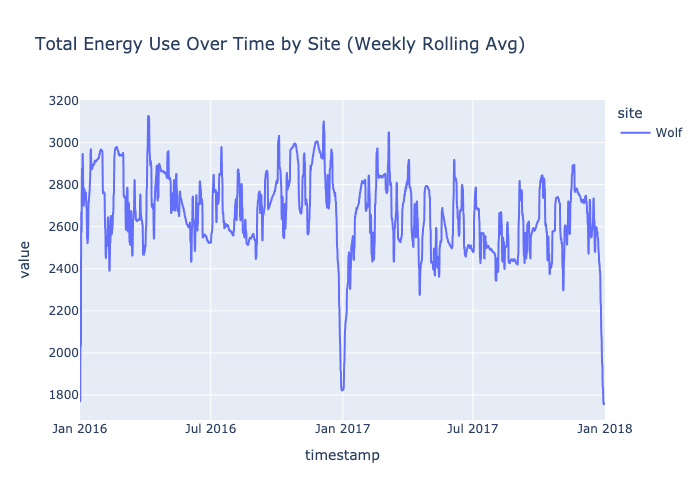 Total Energy Use Over Time by Site (Weekly Rolling Avg)
site
Wolf
3200
3000
2800
2600
2400
2200
2000
1800
value
Jan 2016
Jul 2016
Jan 2017
Jul 2017
Jan 2018
timestamp